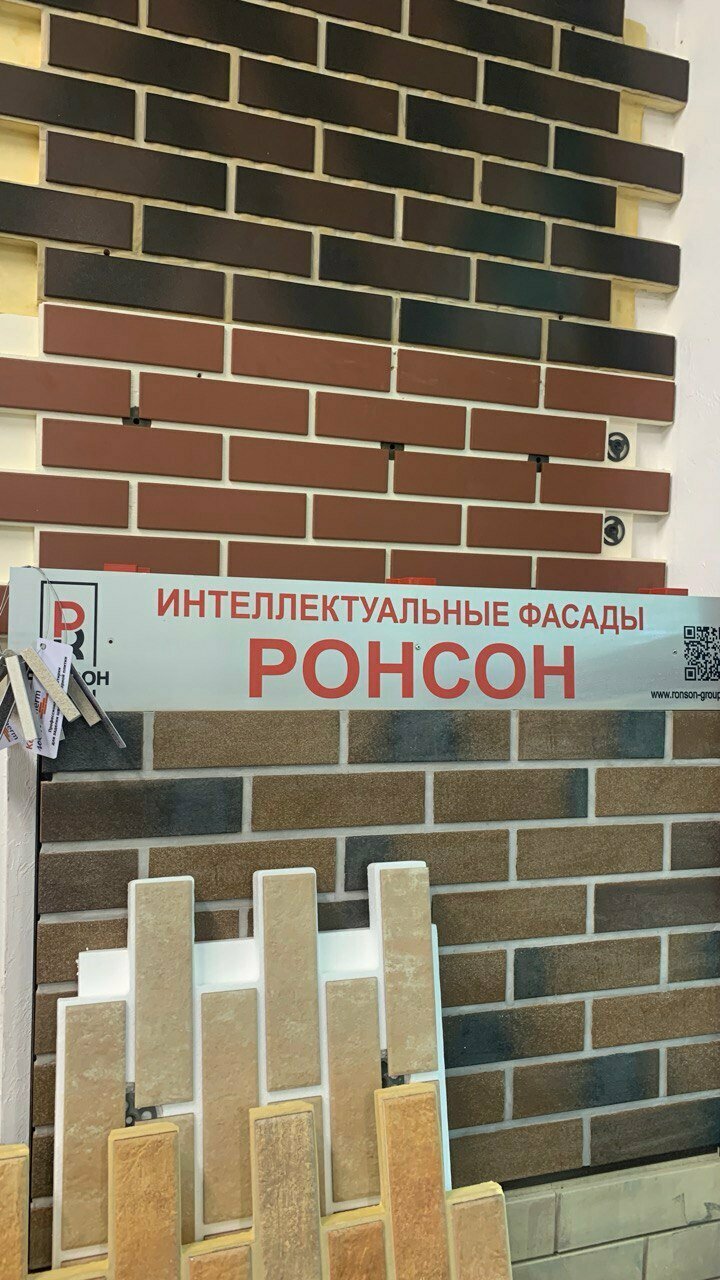 ИНТЕЛЛЕКТУАЛЬНЫЕ ФАСАДЫ
РОНСОН
www.ronson-group